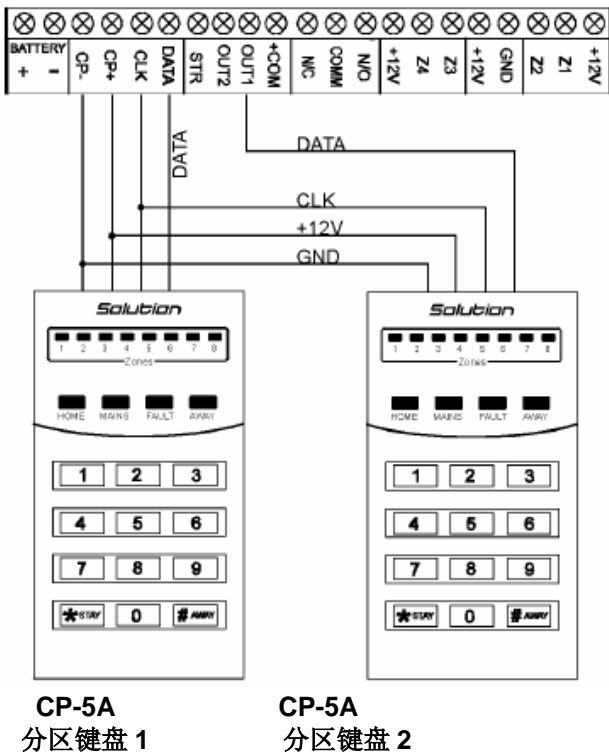 BATTERY
+ - CP- CP+ CLK DATA STR OUT2 OUT1 +COM N/C COMM N/O +12V Z4 Z3 +12V GND Z2 Z1 +12V
DATA
DATA
CLK
+12V
GND
Solution
1 2 3 4 5 6 7 8
Zones
HOME MAINS FAULT AWAY
1 2 3
4 5 6
7 8 9
*STAY 0 #AWAY
Solution
1 2 3 4 5 6 7 8
Zones
HOME MAINS FAULT AWAY
1 2 3
4 5 6
7 8 9
*STAY 0 #AWAY
CP-5A
分区键盘 1
CP-5A
分区键盘 2